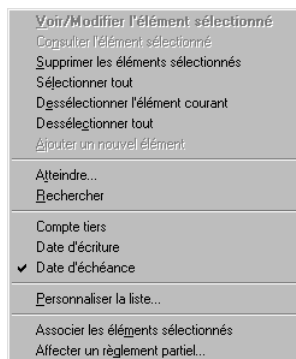 Voir/Modifier l'élément sélectionné
Consulter l'élément sélectionné
Supprimer les éléments sélectionnés
Sélectionner tout
Dessélectionner l'élément courant
Dessélectionner tout
Ajouter un nouvel élément
Atteindre...
Rechercher
Compte tiers
Date d'écriture
Date d'échéance
Personnaliser la liste...
Associer les éléments sélectionnés
Affecter un règlement partiel...